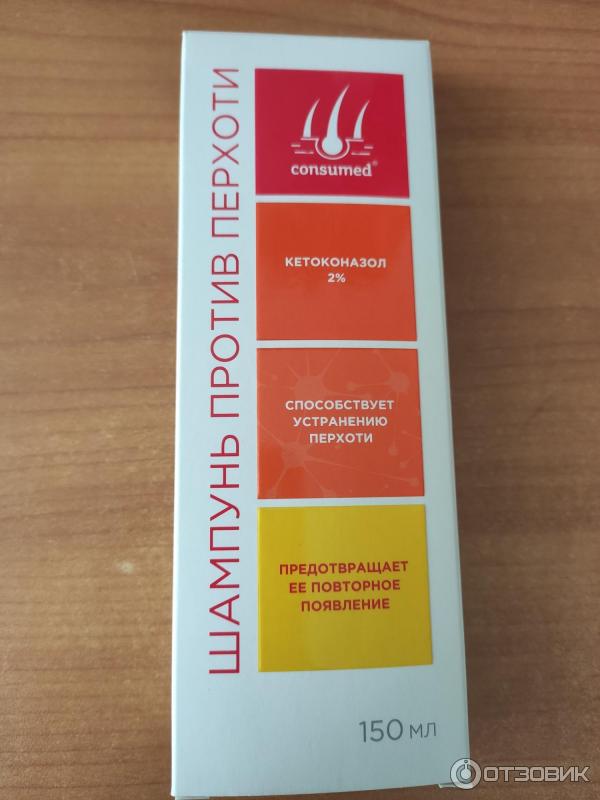 ШАМПУНЬ ПРОТИВ ПЕРХОТИ
consumed®
КЕТОКОНАЗОЛ
2%
СПОСОБСТВУЕТ
УСТРАНЕНИЮ
ПЕРХОТИ
ПРЕДОТВРАЩАЕТ
ЕЕ ПОВТОРНОЕ
ПОЯВЛЕНИЕ
150 мл
ОТЗОВИК